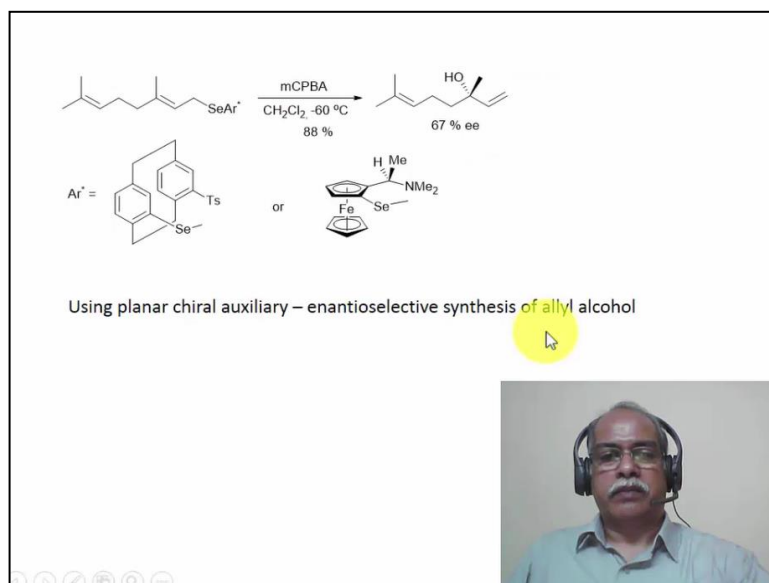 SeAr*
mCPBA
CH2Cl2, -60 ºC
88 %
HO
67 % ee
Ar* =
Ts
Se
or
H
Me
NMe2
Fe
Se
Using planar chiral auxiliary – enantioselective synthesis of allyl alcohol